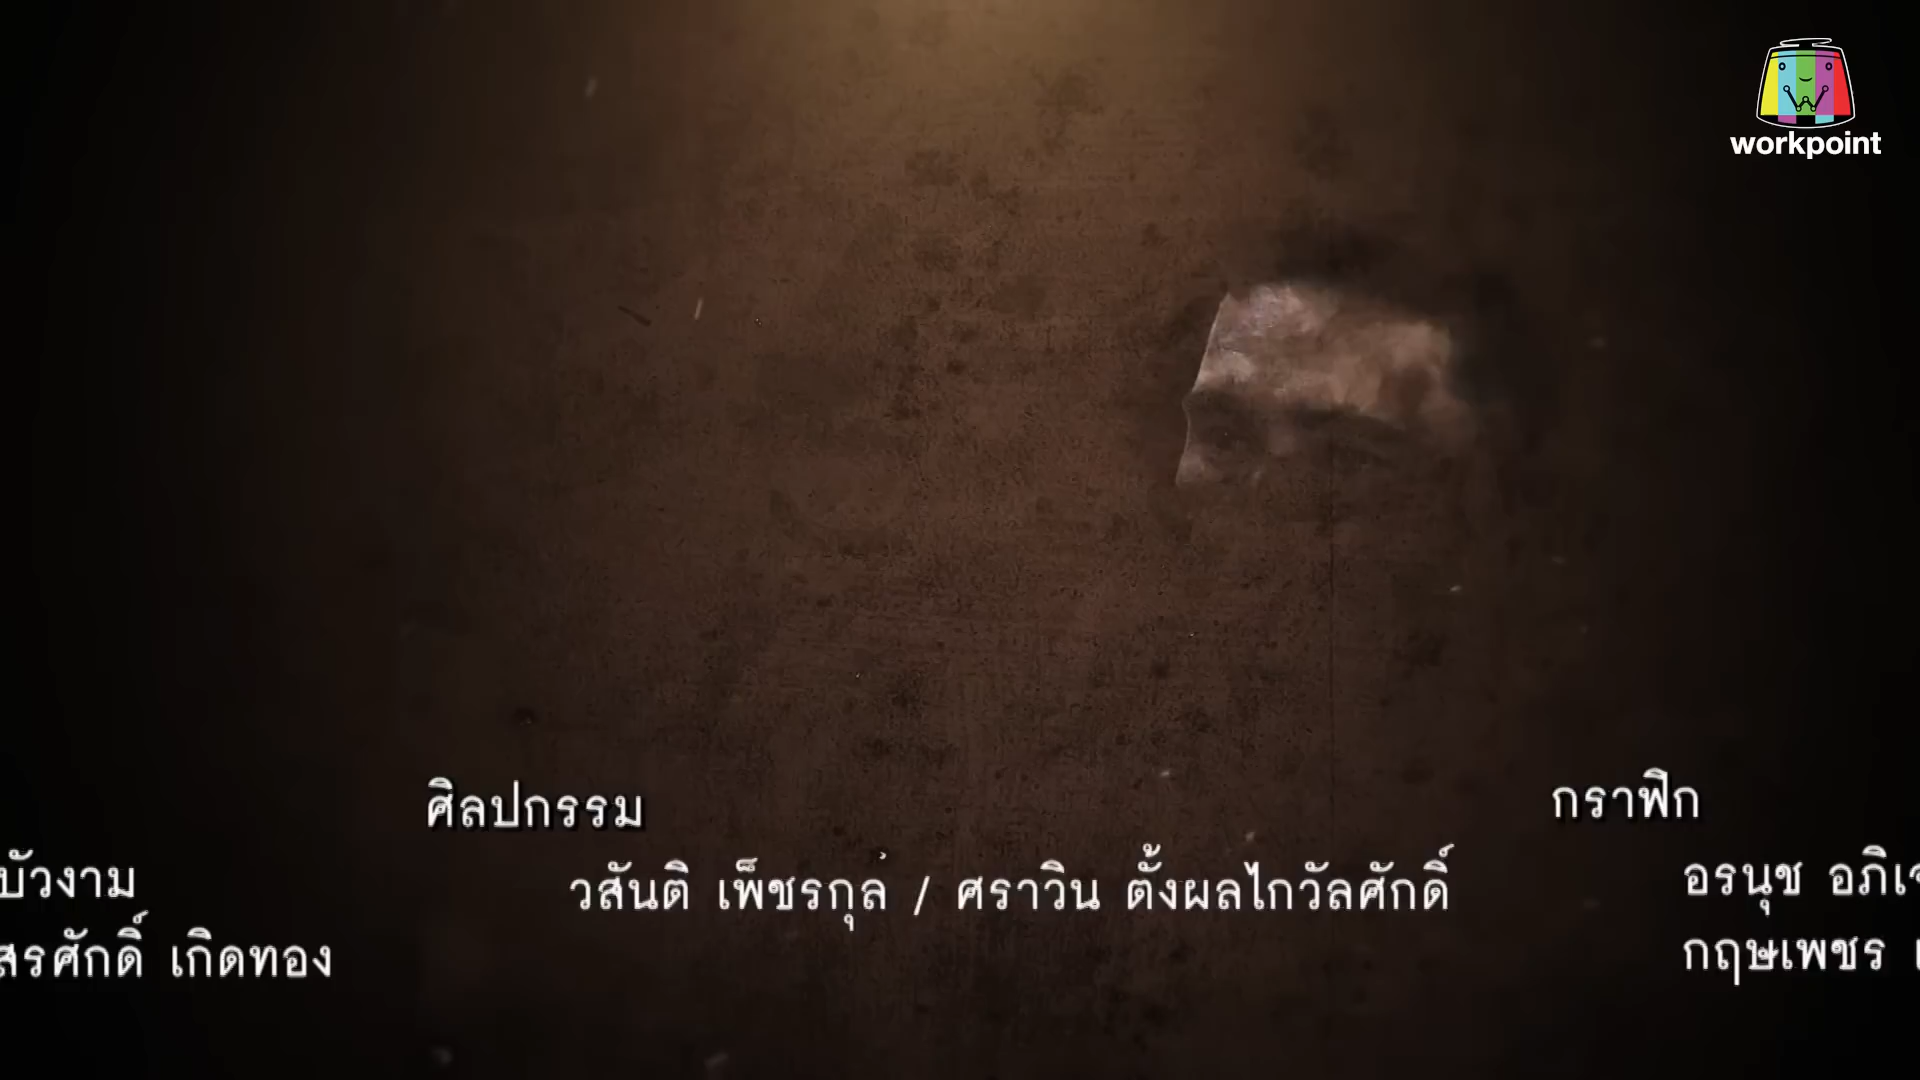 workpoint
ศิลปกรรม
กราฟิก
บัวงาม
วสันติ เพ็ชรกุล / ศราวิน ตั้งผลไกวัลศักดิ์
อรนุช
สรศักดิ์ เกิดทอง
กฤษเพชร